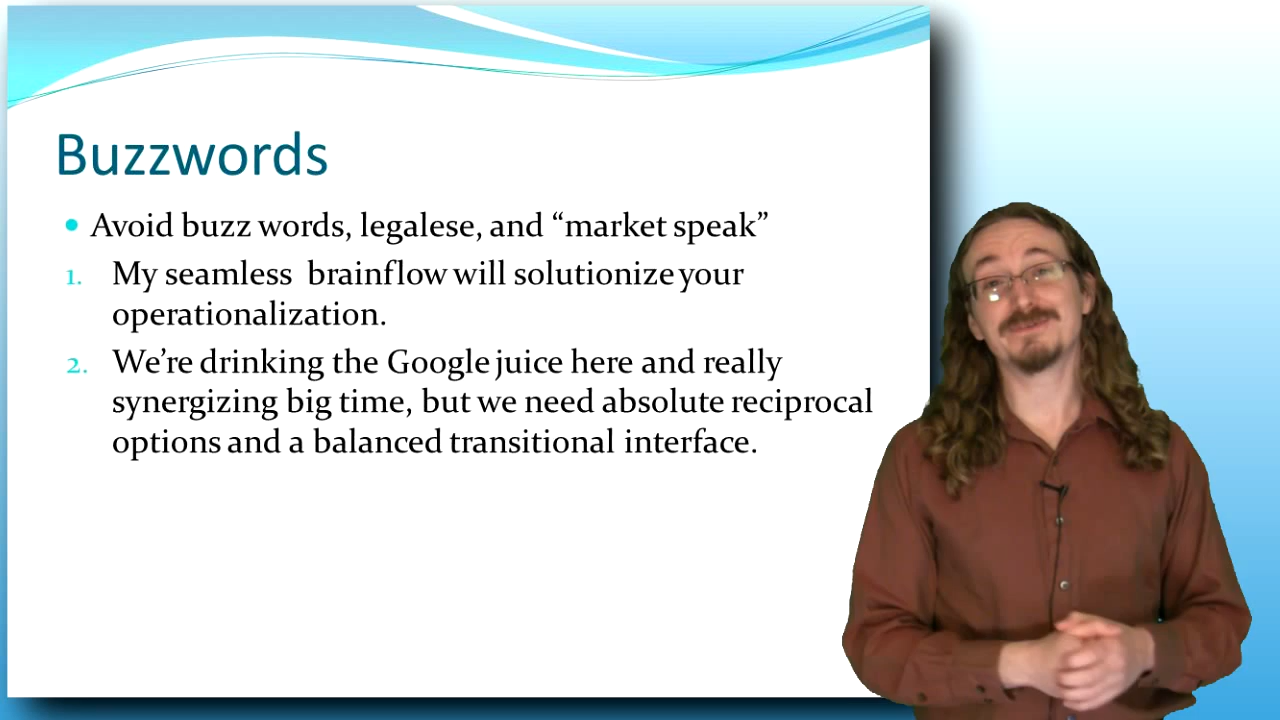 Buzzwords
• Avoid buzz words, legalese, and “market speak”
1. My seamless brainflow will solutionize your
operationalization.
2. We’re drinking the Google juice here and really
synergizing big time, but we need absolute reciprocal
options and a balanced transitional interface.